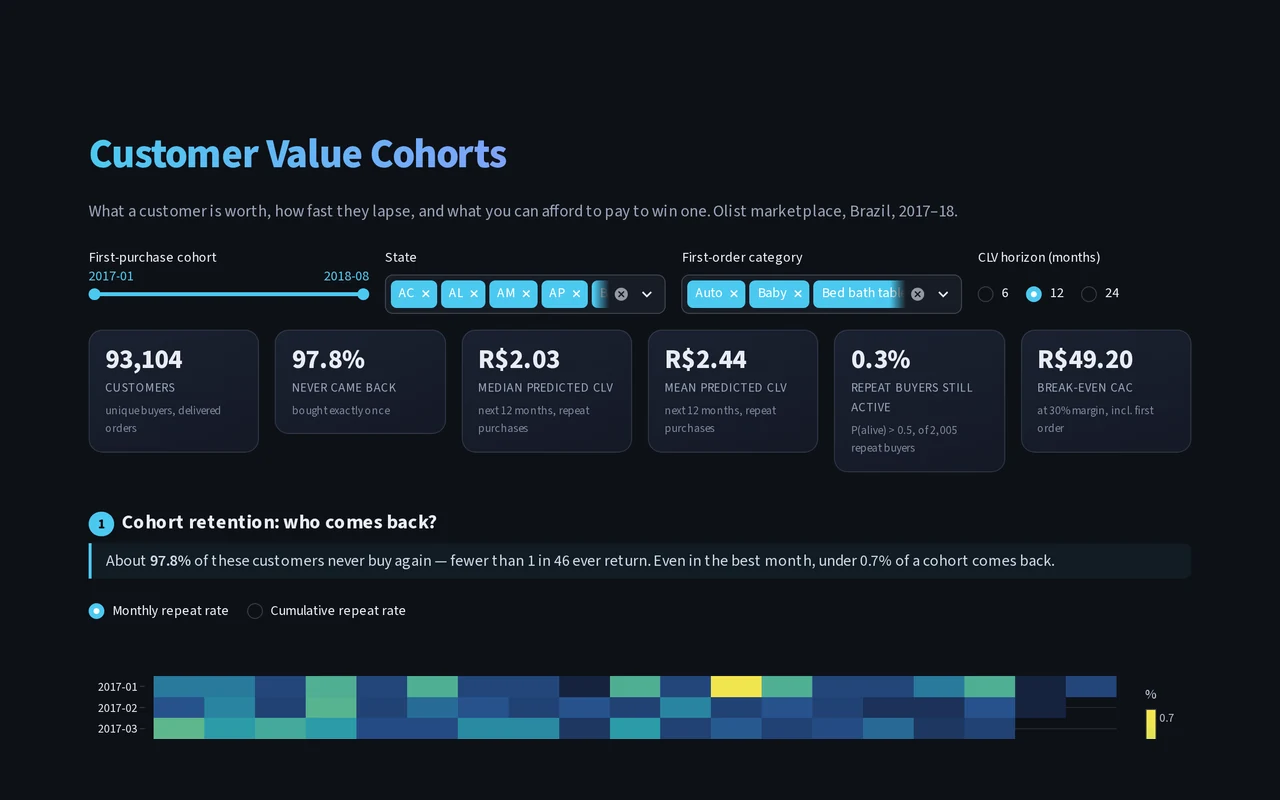 Customer Value Cohorts
What a customer is worth, how fast they lapse, and what you can afford to pay to win one. Olist marketplace, Brazil, 2017–18.
First-purchase cohort
2017-01 2018-08
State
AC × AL × AM × AP ×
First-order category
Auto × Baby × Bed bath
CLV horizon (months)
6 12 24
93,104
CUSTOMERS
unique buyers, delivered
orders
97.8%
NEVER CAME BACK
bought exactly once
R$2.03
MEDIAN PREDICTED CLV
next 12 months, repeat
purchases
R$2.44
MEAN PREDICTED CLV
next 12 months, repeat
purchases
0.3%
REPEAT BUYERS STILL
ACTIVE
P(alive) > 0.5, of 2,005
repeat buyers
R$49.20
BREAK-EVEN CAC
at 30% margin, incl. first
order
1 Cohort retention: who comes back?
About 97.8% of these customers never buy again — fewer than 1 in 46 ever return. Even in the best month, under 0.7% of a cohort comes back.
Monthly repeat rate Cumulative repeat rate
2017-01
2017-02
2017-03
%
0.7